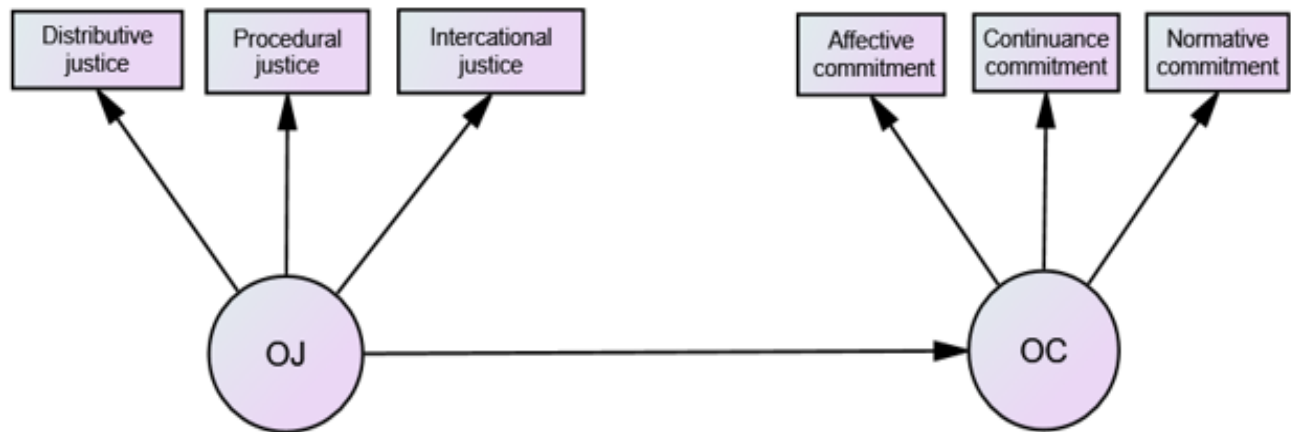 Distributive
justice
Procedural
justice
Intercational
justice
Affective
commitment
Continuance
commitment
Normative
commitment
OJ
OC